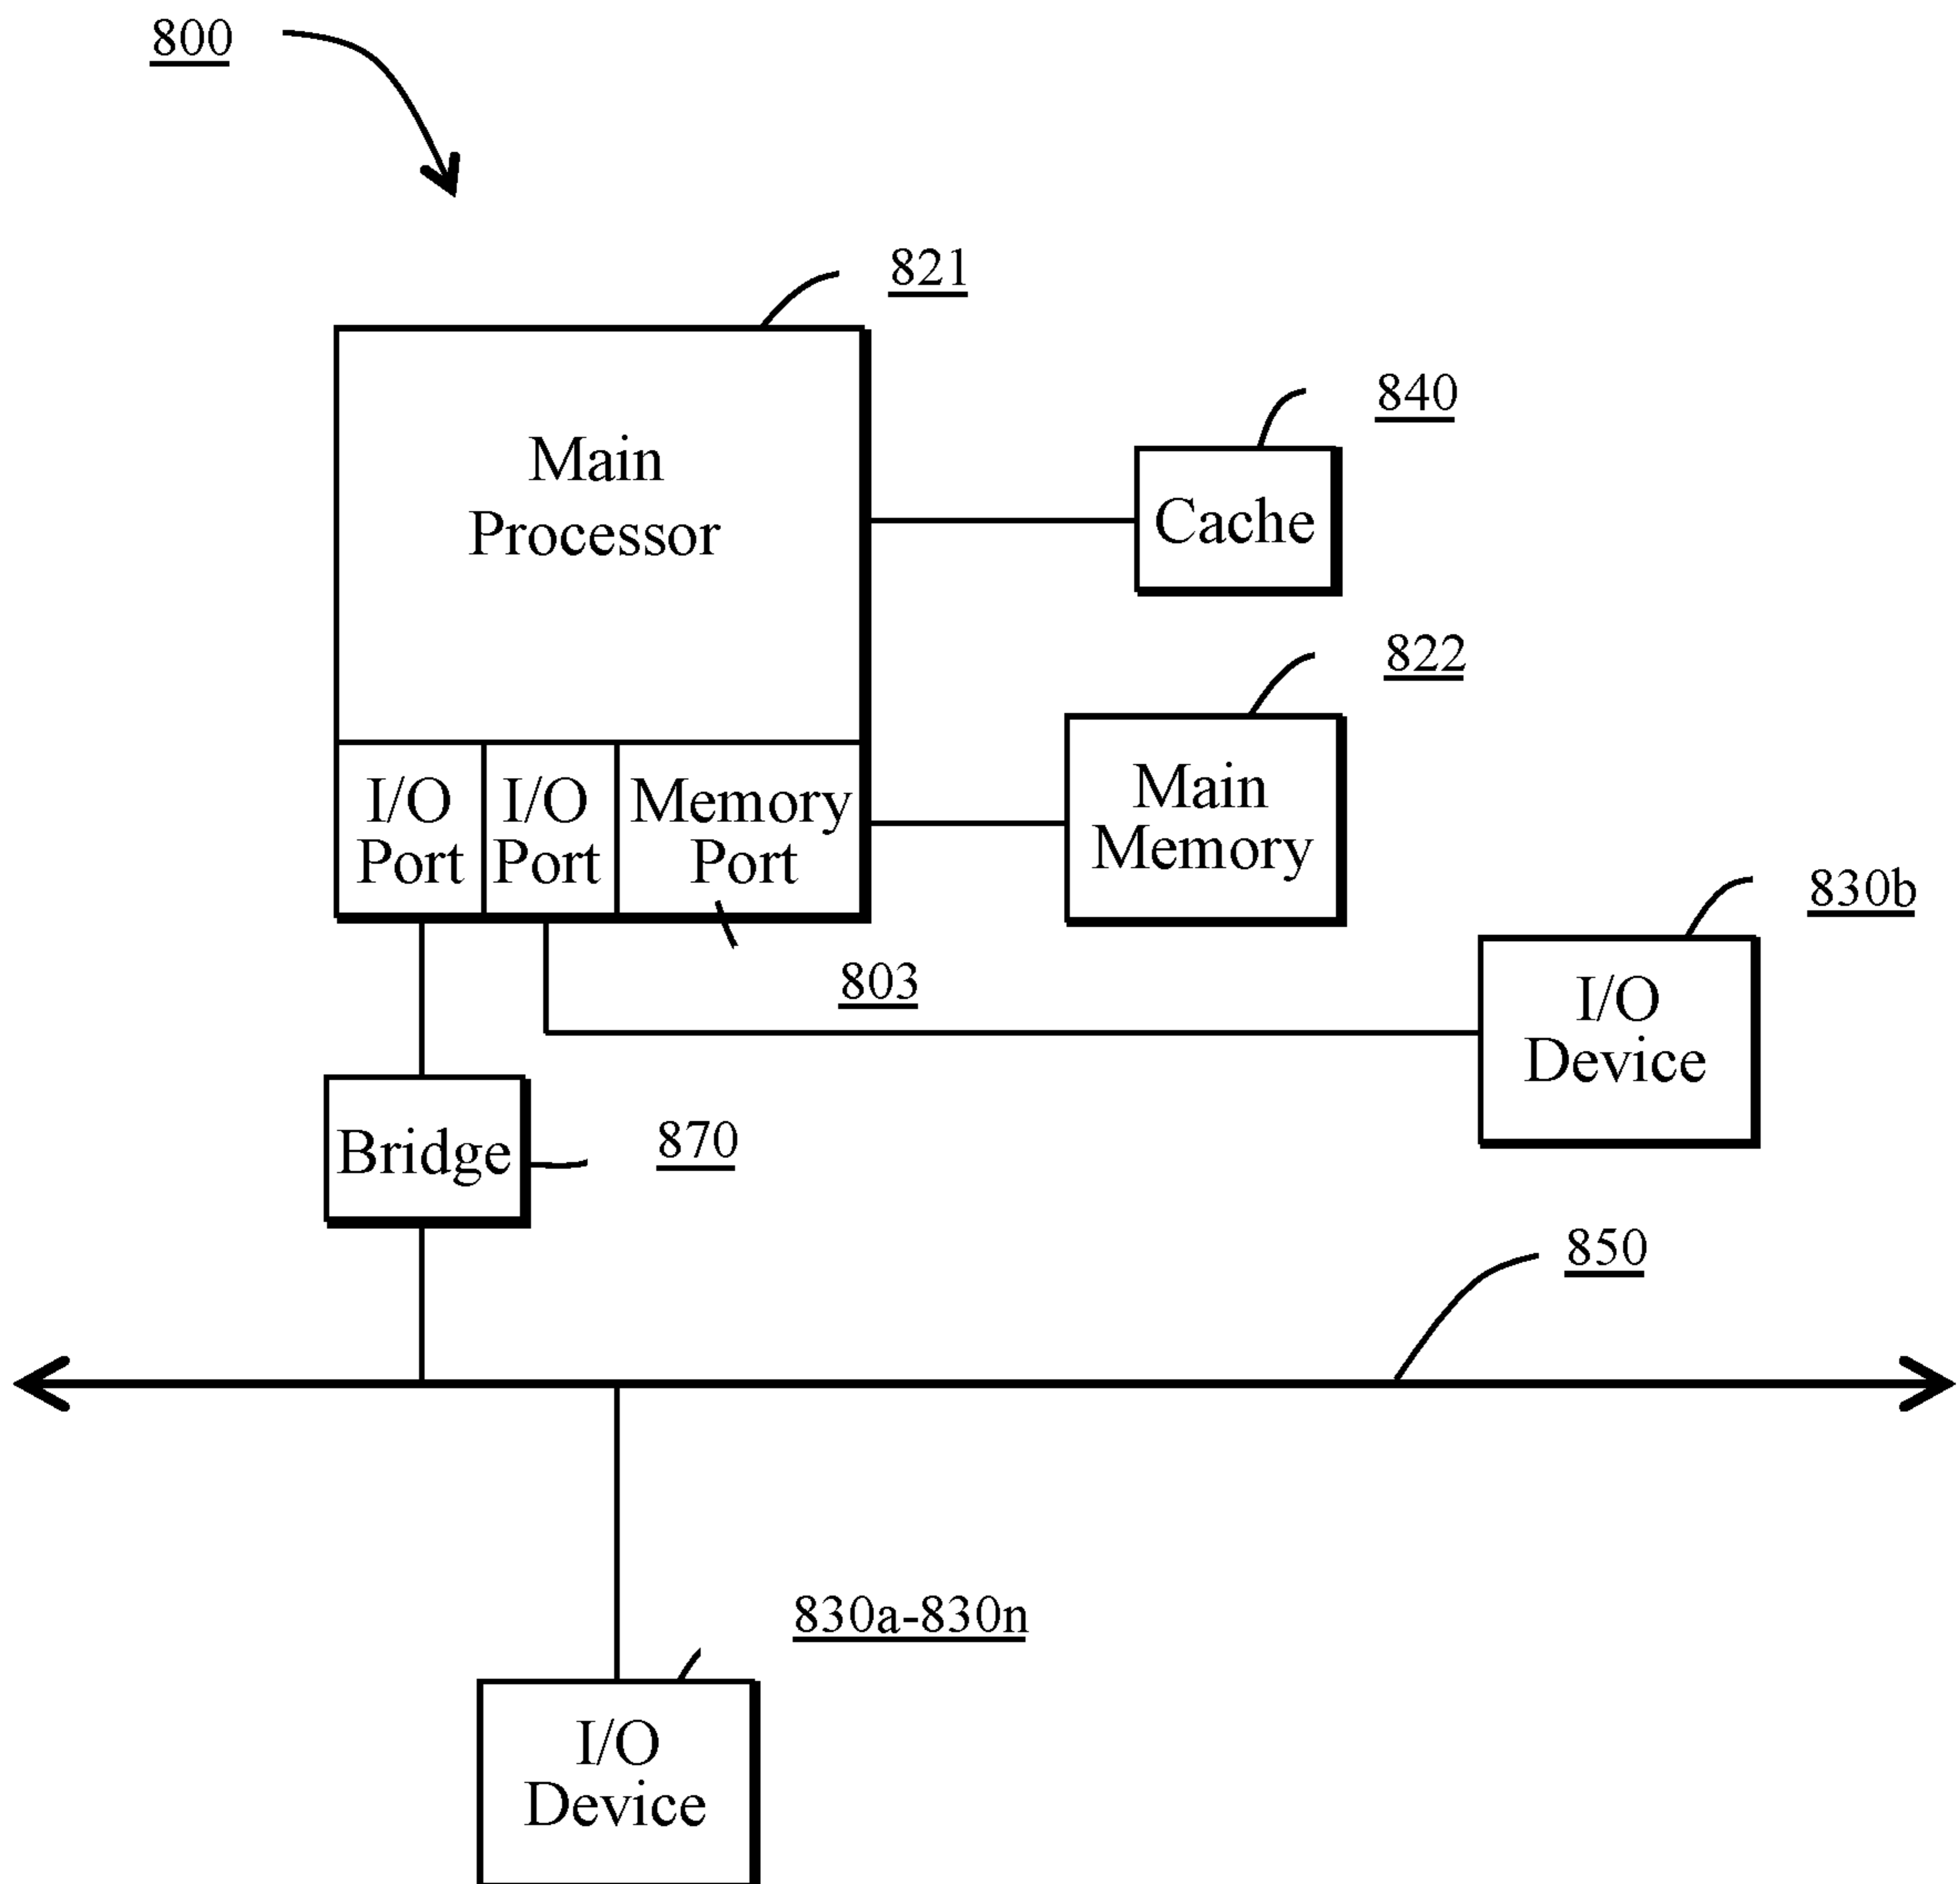 800
821
Main
Processor
840
Cache
822
Main
Memory
I/O
Port
I/O
Port
Memory
Port
803
830b
I/O
Device
Bridge
870
850
830a-830n
I/O
Device